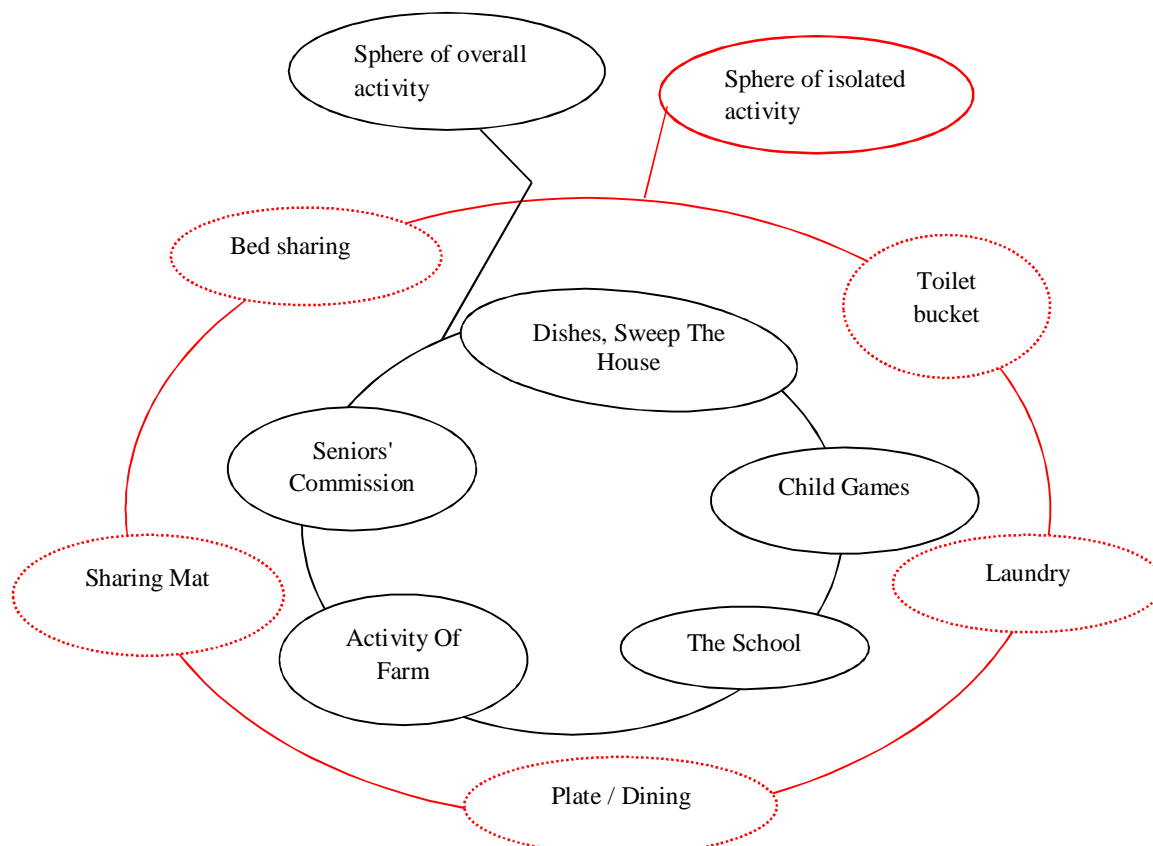 Sphere of overall
activity
Sphere of isolated
activity
Bed sharing
Toilet
bucket
Dishes, Sweep The
House
Seniors'
Commission
Child Games
Sharing Mat
Laundry
Activity Of
Farm
The School
Plate / Dining